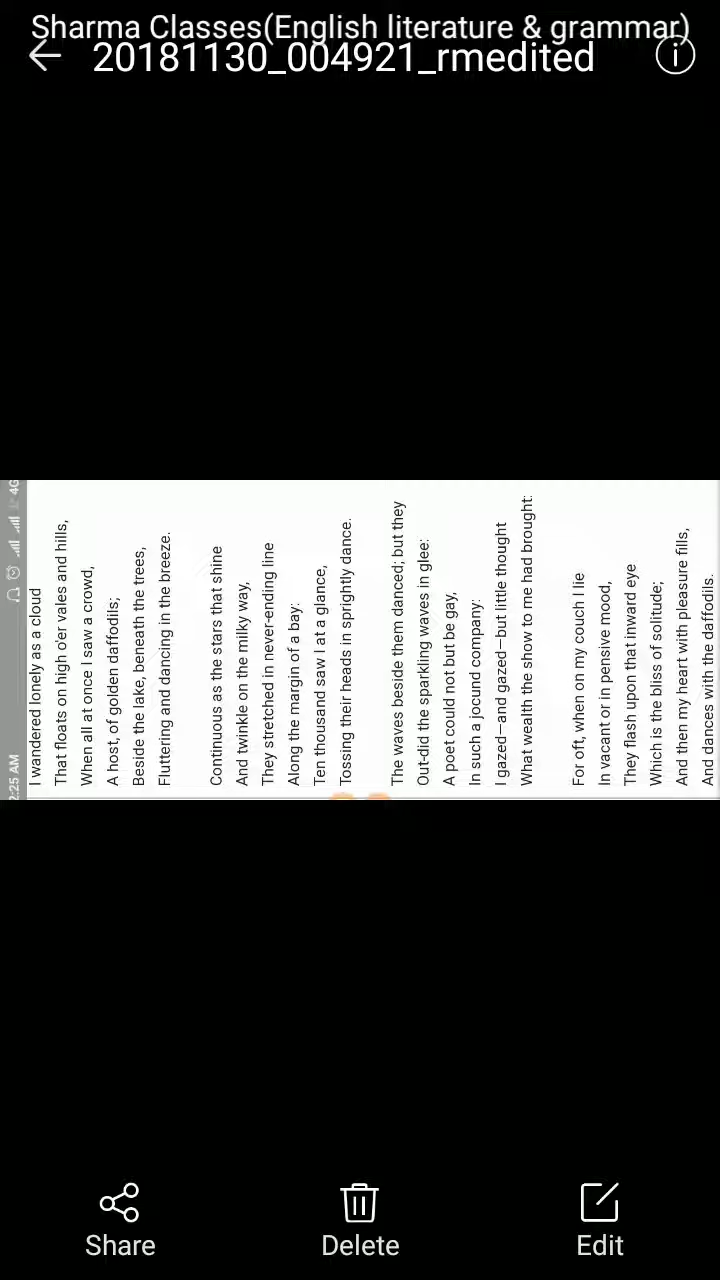 Sharma Classes(English literature & grammar)
20181130_004921_rmedited
2:25 AM
4G
I wandered lonely as a cloud
That floats on high o'er vales and hills,
When all at once I saw a crowd,
A host, of golden daffodils;
Beside the lake, beneath the trees,
Fluttering and dancing in the breeze.
Continuous as the stars that shine
And twinkle on the milky way,
They stretched in never-ending line
Along the margin of a bay:
Ten thousand saw I at a glance,
Tossing their heads in sprightly dance.
The waves beside them danced; but they
Out-did the sparkling waves in glee:
A poet could not but be gay,
In such a jocund company:
I gazed—and gazed—but little thought
What wealth the show to me had brought:
For oft, when on my couch I lie
In vacant or in pensive mood,
They flash upon that inward eye
Which is the bliss of solitude;
And then my heart with pleasure fills,
And dances with the daffodils.
Share
Delete
Edit